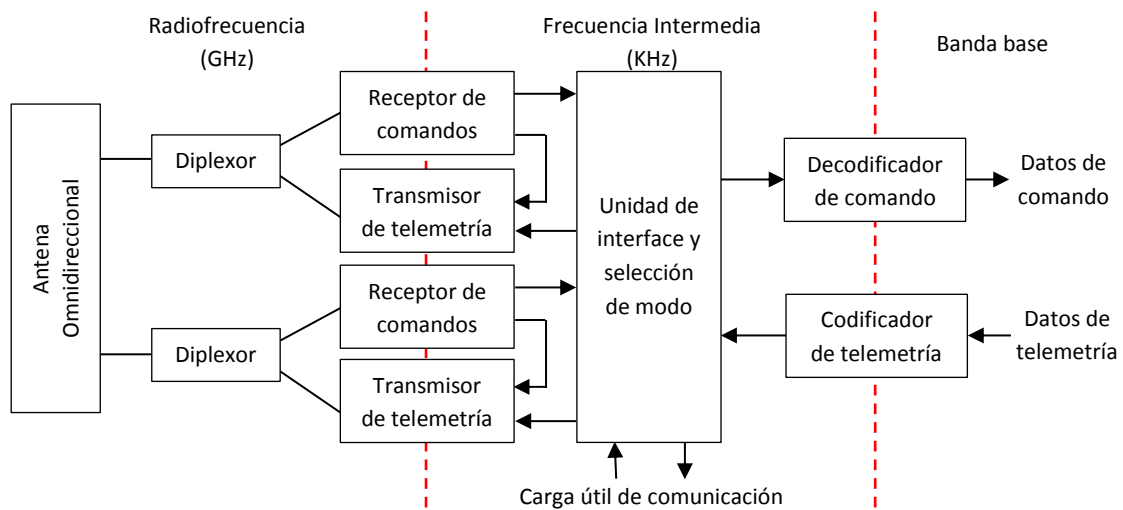 Radiofrecuencia
(GHz)
Frecuencia Intermedia
(KHz)
Banda base
Antena
Omnidireccional
Diplexor
Receptor de
comandos
Transmisor
de telemetría
Diplexor
Receptor de
comandos
Transmisor
de telemetría
Unidad de
interface y
selección
de modo
Decodificador
de comando
Datos de
comando
Codificador
de telemetría
Datos de
telemetría
Carga útil de comunicación